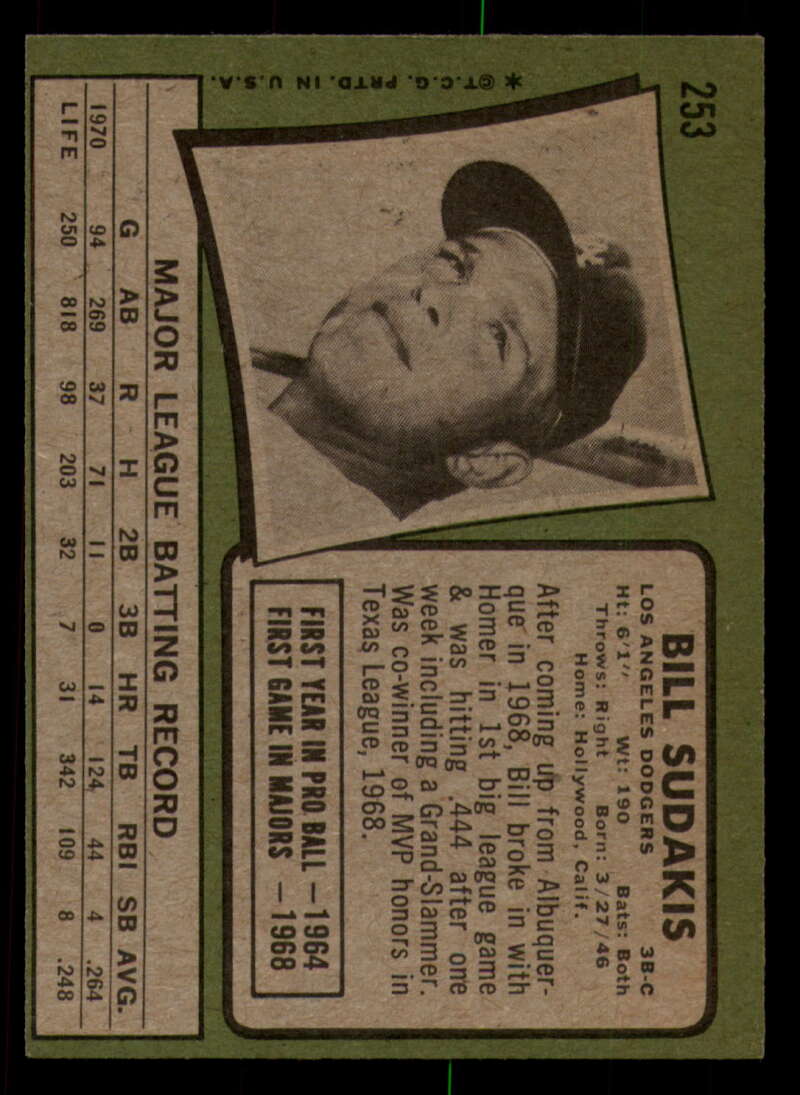 253
✶ ©T.C.G. PRTD. IN U.S.A.
BILL SUDAKIS
LOS ANGELES DODGERS 3B-C
Ht: 6'1" Wt: 190 Bats: Both
Throws: Right Born: 3/27/46
Home: Hollywood, Calif.
After coming up from Albuquer-
que in 1968, Bill broke in with
Homer in 1st big league game
& was hitting .444 after one
week including a Grand-Slammer.
Was co-winner of MVP honors in
Texas League, 1968.
FIRST YEAR IN PRO BALL —1964
FIRST GAME IN MAJORS —1968
MAJOR LEAGUE BATTING RECORD
G AB R H 2B 3B HR TB RBI SB AVG.
1970 94 269 37 71 11 0 14 124 44 4 .264
LIFE 250 818 98 203 32 7 31 342 109 8 .248